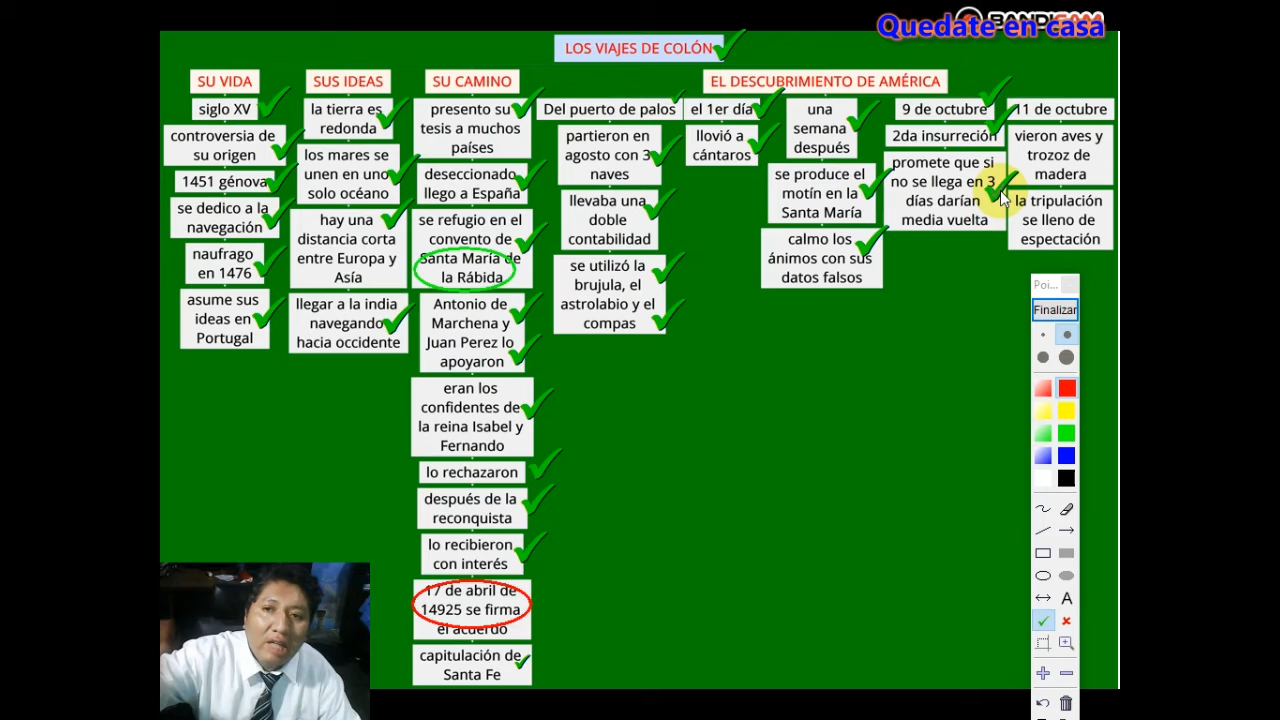 BANDICAM
Quedate en casa
LOS VIAJES DE COLÓN
SU VIDA
siglo XV
controversia de
su origen
1451 génova
se dedico a la
navegación
naufrago
en 1476
asume sus
ideas en
Portugal
SUS IDEAS
la tierra es
redonda
los mares se
unen en uno
solo océano
hay una
distancia corta
entre Europa y
Asía
llegar a la india
navegando
hacia occidente
SU CAMINO
presento su
tesis a muchos
países
deseccionado
llego a España
se refugio en el
convento de
Santa María de
la Rábida
Antonio de
Marchena y
Juan Perez lo
apoyaron
eran los
confidentes de
la reina Isabel y
Fernando
lo rechazaron
después de la
reconquista
lo recibieron
con interés
17 de abril de
14925 se firma
el acuerdo
capitulación de
Santa Fe
EL DESCUBRIMIENTO DE AMÉRICA
Del puerto de palos
partieron en
agosto con 3
naves
llevaba una
doble
contabilidad
se utilizó la
brujula, el
astrolabio y el
compas
el 1er día
llovió a
cántaros
una
semana
después
se produce el
motín en la
Santa María
calmo los
ánimos con sus
datos falsos
9 de octubre
2da insurreción
promete que si
no se llega en 3
días darían
media vuelta
11 de octubre
vieron aves y
trozoz de
madera
la tripulación
se lleno de
espectación
Poi...
Finalizar
A